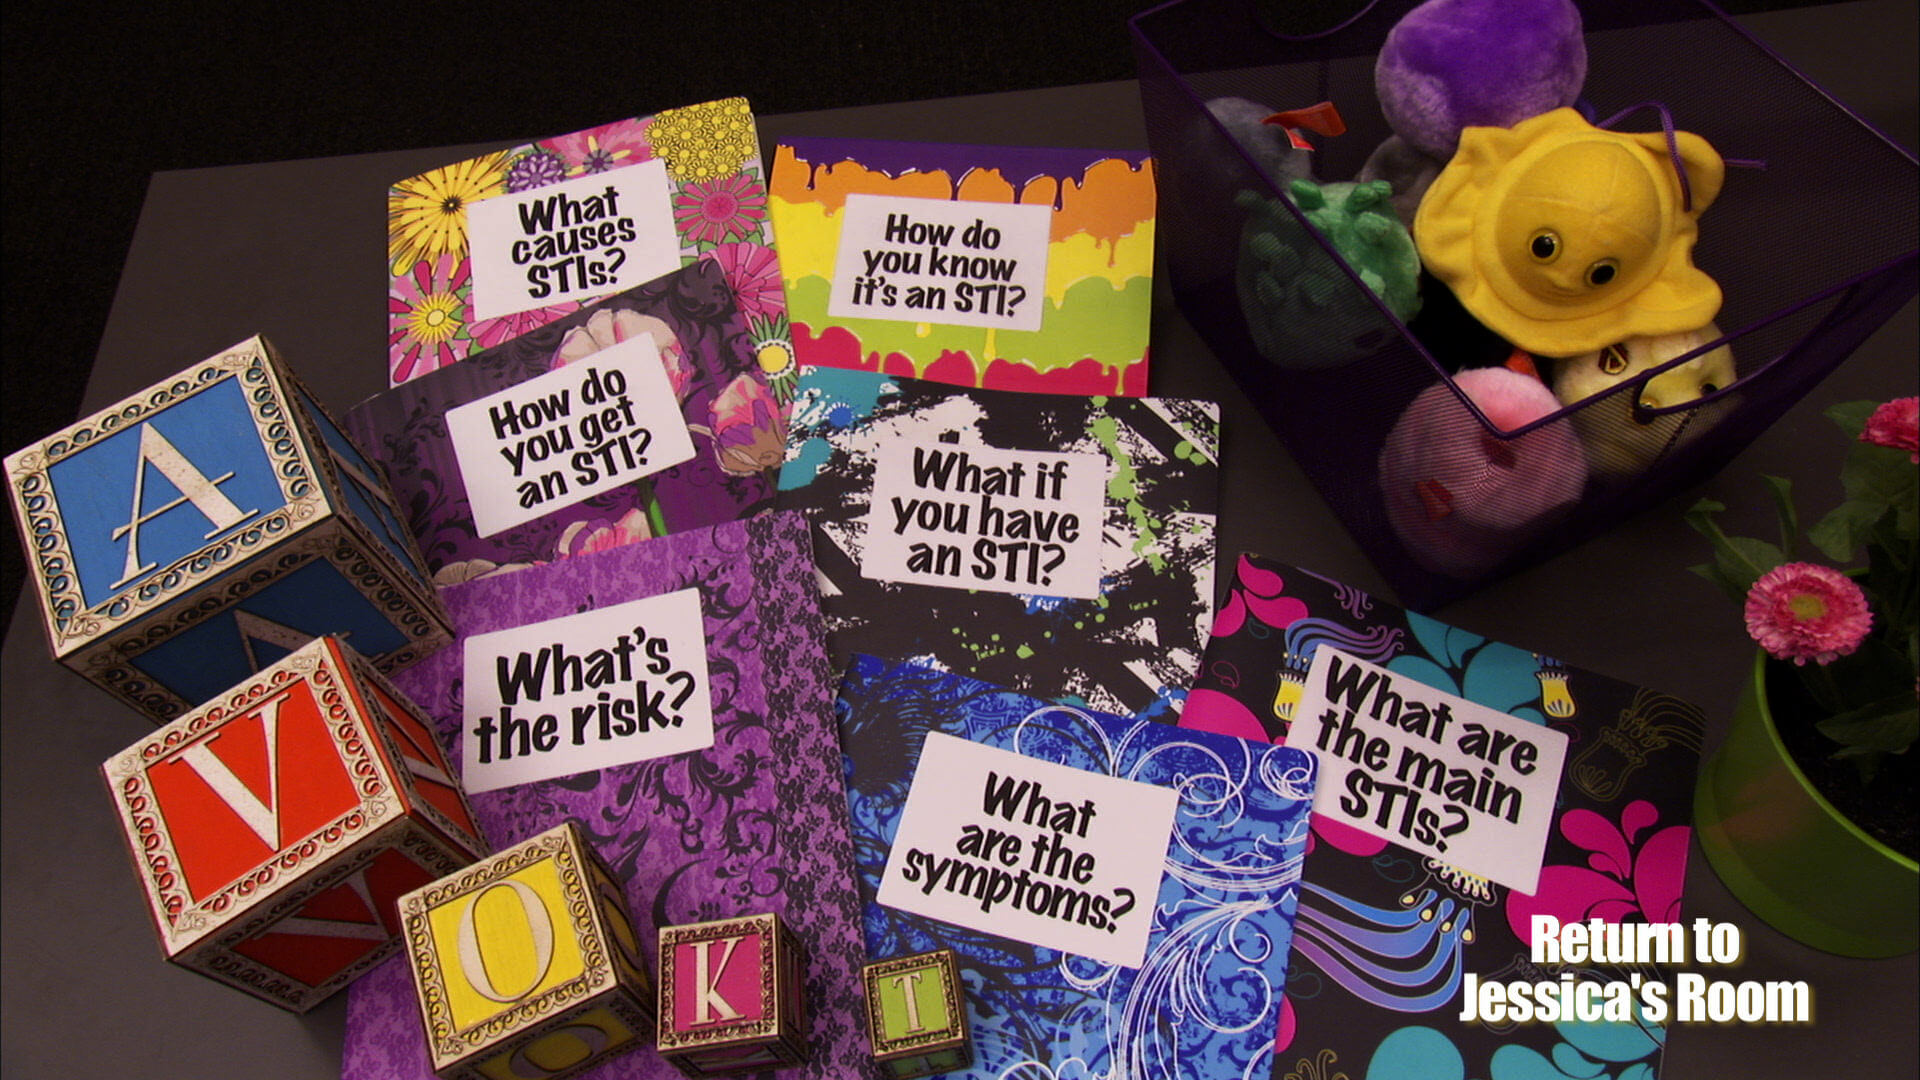 What
causes
STIs?
How do
you know
it's an STI?
How do
you get
an STI?
What if
you have
an STI?
What's
the risk?
What are
the main
STIs?
What
are the
symptoms?
A
A
V
V
O
O
K
T
Return to
Jessica's Room